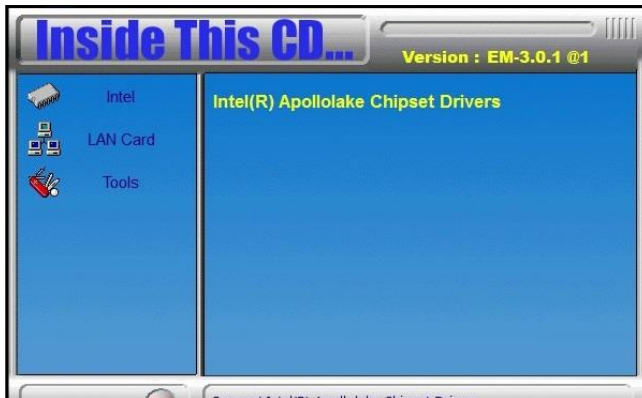 Inside This CD...
Version : EM-3.0.1 @1
Intel
LAN Card
Tools
Intel(R) Apollolake Chipset Drivers